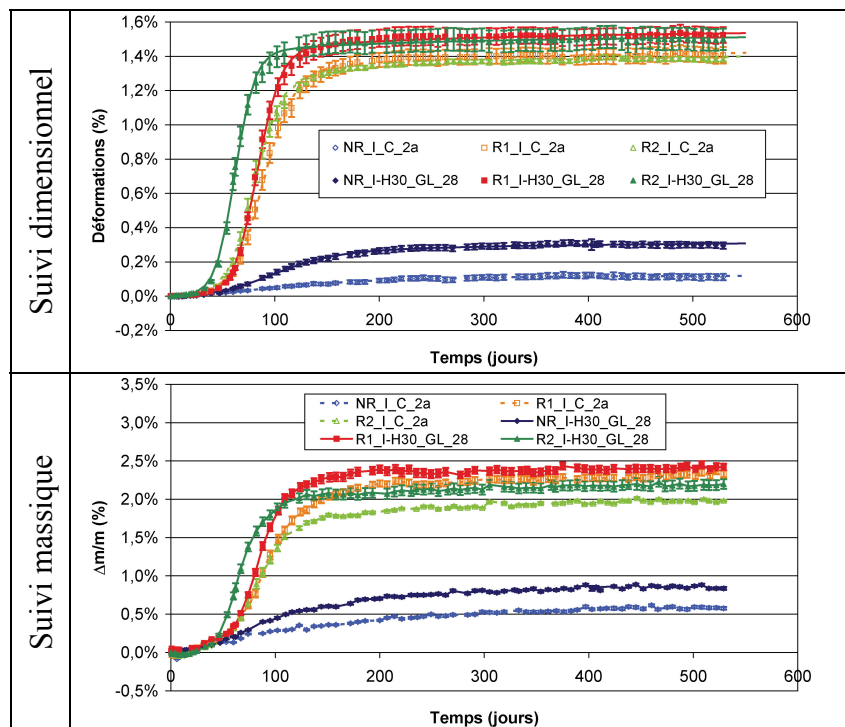 Suivi dimensionnel
Déformations (%)
1,6%
1,4%
1,2%
1,0%
0,8%
0,6%
0,4%
0,2%
0,0%
-0,2%
NR_I_C_2a R1_I_C_2a R2_I_C_2a
NR_I-H30_GL_28 R1_I-H30_GL_28 R2_I-H30_GL_28
0 100 200 300 400 500 600
Temps (jours)
Suivi massique
Δm/m (%)
3,5%
3,0%
2,5%
2,0%
1,5%
1,0%
0,5%
0,0%
-0,5%
NR_I_C_2a R1_I_C_2a
R2_I_C_2a NR_I-H30_GL_28
R1_I-H30_GL_28 R2_I-H30_GL_28
0 100 200 300 400 500 600
Temps (jours)